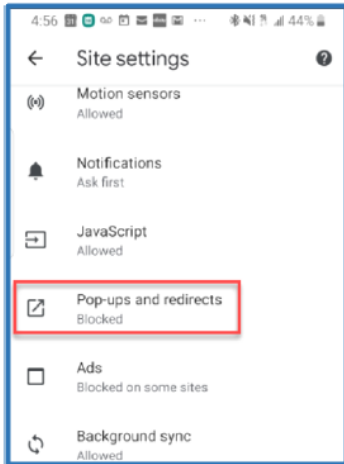 4:56 44%
Site settings
Motion sensors
Allowed
Notifications
Ask first
JavaScript
Allowed
Pop-ups and redirects
Blocked
Ads
Blocked on some sites
Background sync
Allowed